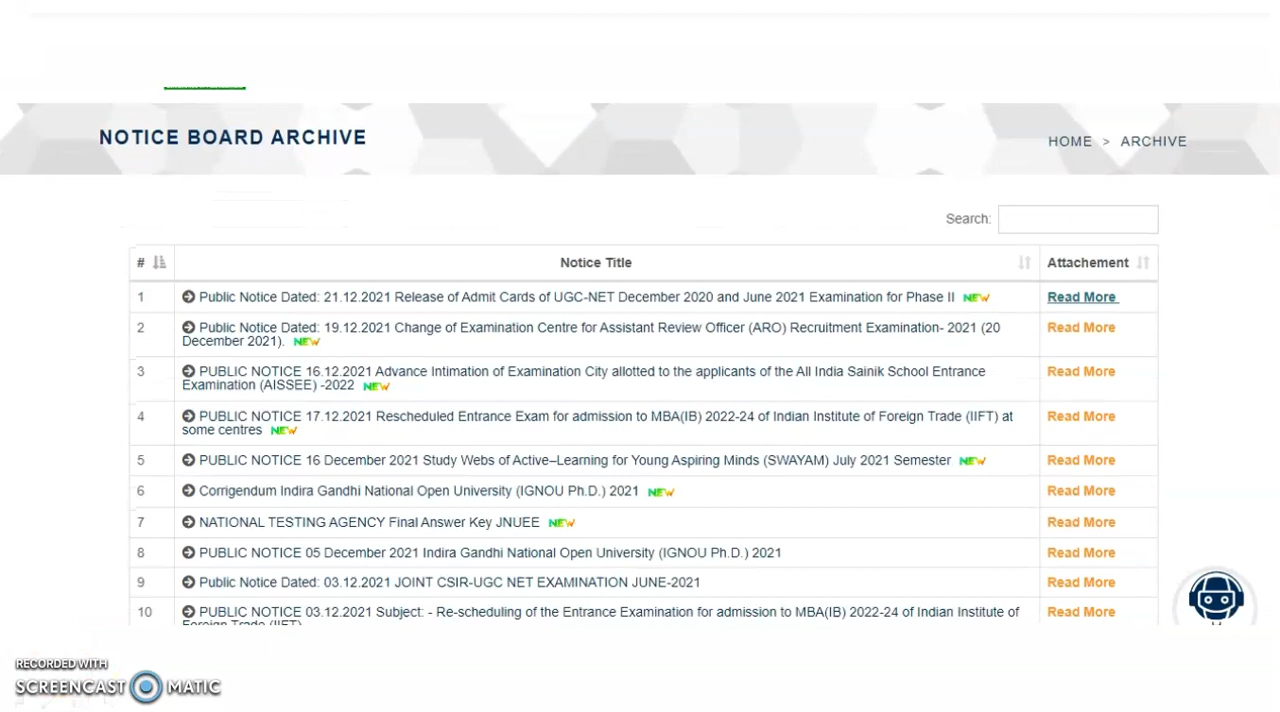 NOTICE BOARD ARCHIVE
HOME > ARCHIVE
Search:
# Notice Title Attachement
1 Public Notice Dated: 21.12.2021 Release of Admit Cards of UGC-NET December 2020 and June 2021 Examination for Phase II NEW Read More
2 Public Notice Dated: 19.12.2021 Change of Examination Centre for Assistant Review Officer (ARO) Recruitment Examination- 2021 (20 Read More
December 2021). NEW
3 PUBLIC NOTICE 16.12.2021 Advance Intimation of Examination City allotted to the applicants of the All India Sainik School Entrance Read More
Examination (AISSEE) -2022 NEW
4 PUBLIC NOTICE 17.12.2021 Rescheduled Entrance Exam for admission to MBA(IB) 2022-24 of Indian Institute of Foreign Trade (IIFT) at Read More
some centres NEW
5 PUBLIC NOTICE 16 December 2021 Study Webs of Active–Learning for Young Aspiring Minds (SWAYAM) July 2021 Semester NEW Read More
6 Corrigendum Indira Gandhi National Open University (IGNOU Ph.D.) 2021 NEW Read More
7 NATIONAL TESTING AGENCY Final Answer Key JNUEE NEW Read More
8 PUBLIC NOTICE 05 December 2021 Indira Gandhi National Open University (IGNOU Ph.D.) 2021 Read More
9 Public Notice Dated: 03.12.2021 JOINT CSIR-UGC NET EXAMINATION JUNE-2021 Read More
10 PUBLIC NOTICE 03.12.2021 Subject: - Re-scheduling of the Entrance Examination for admission to MBA(IB) 2022-24 of Indian Institute of Read More
Foreign Trade (IIFT)
RECORDED WITH
SCREENCAST MATIC